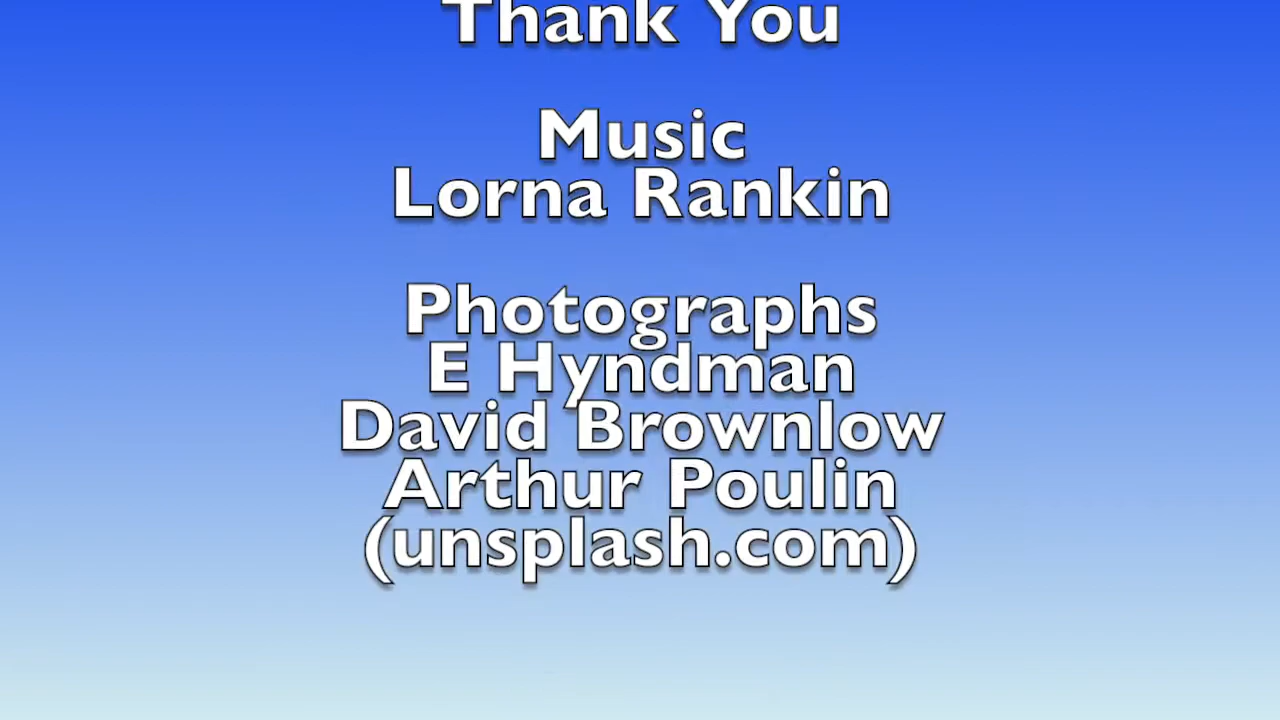 Thank You
Music
Lorna Rankin
Photographs
E Hyndman
David Brownlow
Arthur Poulin
(unsplash.com)